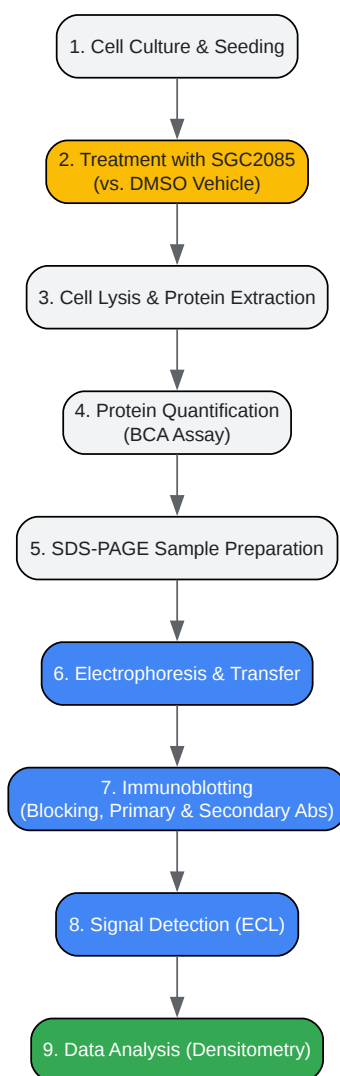 1. Cell Culture & Seeding
2. Treatment with SGC2085
(vs. DMSO Vehicle)
3. Cell Lysis & Protein Extraction
4. Protein Quantification
(BCA Assay)
5. SDS-PAGE Sample Preparation
6. Electrophoresis & Transfer
7. Immunoblotting
(Blocking, Primary & Secondary Abs)
8. Signal Detection (ECL)
9. Data Analysis (Densitometry)